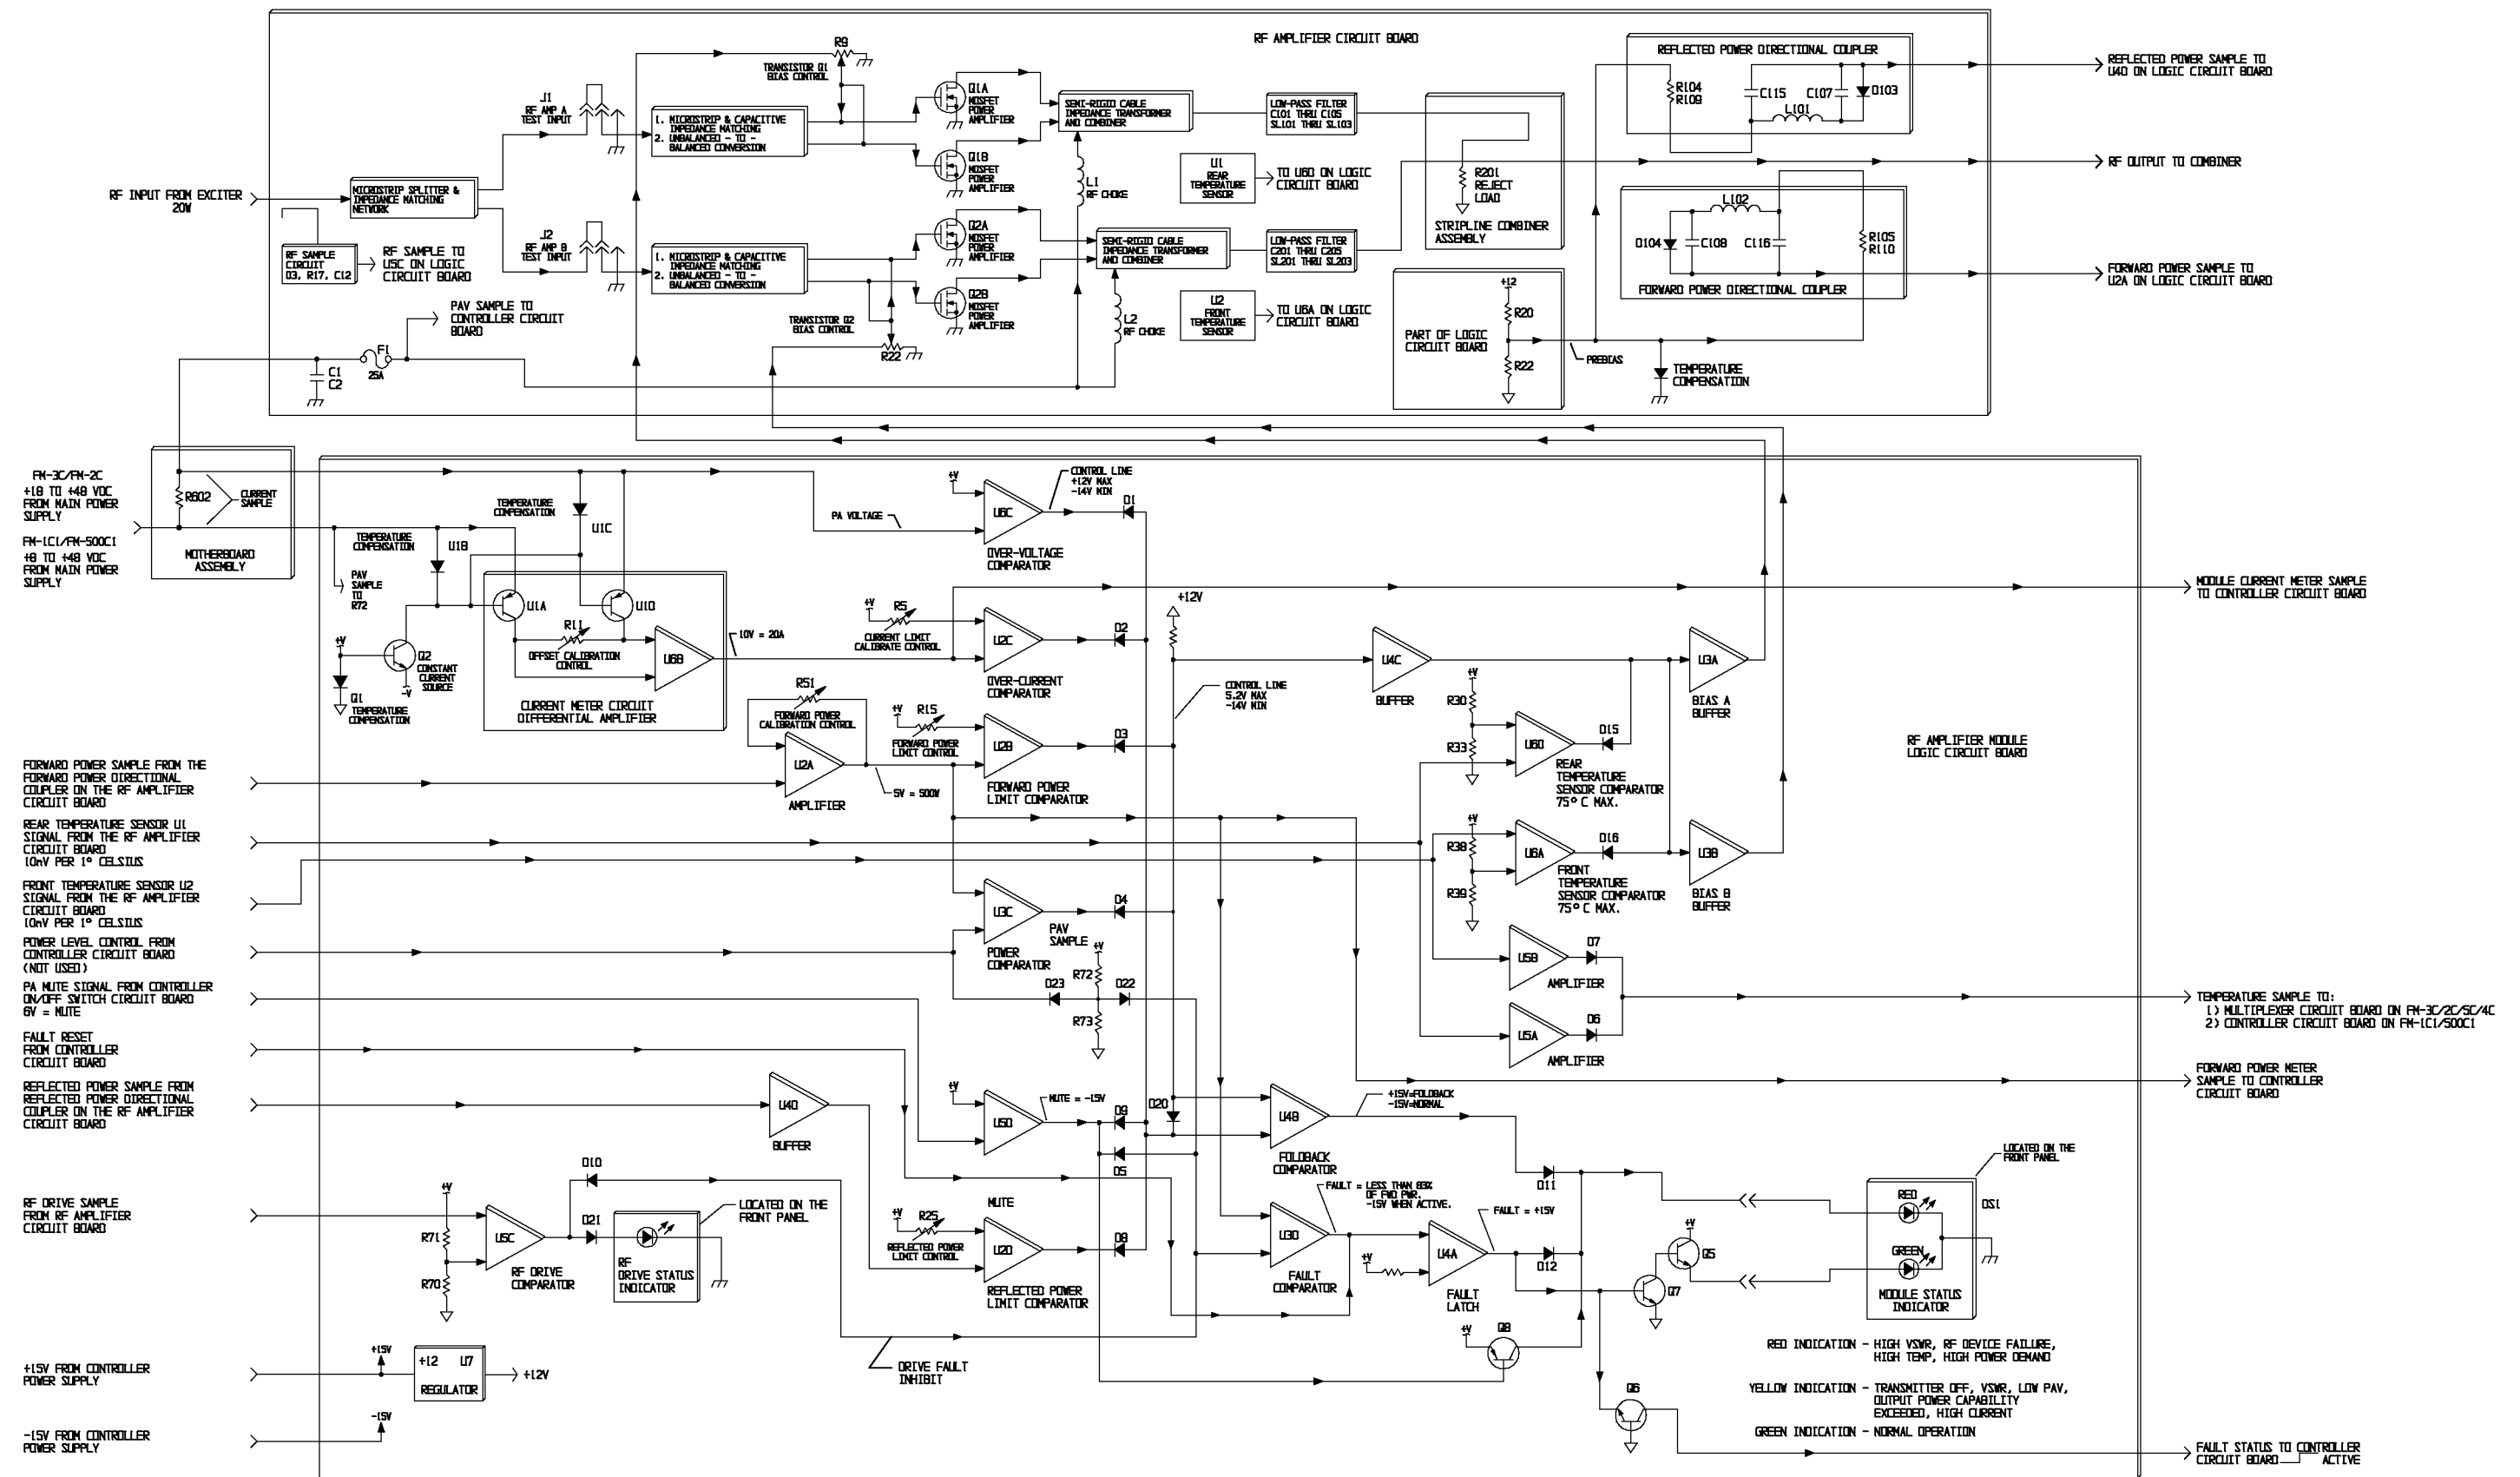 RF AMPLIFIER CIRCUIT BOARD
R9
TRANSISTOR Q1
BIAS CONTROL
J1
RF AMP A
TEST INPUT
1. MICROSTRIP & CAPACITIVE
IMPEDANCE MATCHING
2. UNBALANCED - TO -
BALANCED CONVERSION
Q1A
MOSFET
POWER
AMPLIFIER
Q1B
MOSFET
POWER
AMPLIFIER
SEMI-RIGID CABLE
IMPEDANCE TRANSFORMER
AND COMBINER
L1
RF CHOKE
LOW-PASS FILTER
C101 THRU C105
SL101 THRU SL103
U1
REAR
TEMPERATURE
SENSOR
TO U6D ON LOGIC
CIRCUIT BOARD
R201
REJECT
LOAD
STRIPLINE COMBINER
ASSEMBLY
REFLECTED POWER DIRECTIONAL COUPLER
R104
R109
C115
C107
D103
L101
REFLECTED POWER SAMPLE TO
U4D ON LOGIC CIRCUIT BOARD
RF OUTPUT TO COMBINER
RF INPUT FROM EXCITER
20W
MICROSTRIP SPLITTER &
IMPEDANCE MATCHING
NETWORK
RF SAMPLE
CIRCUIT
D3, R17, C12
RF SAMPLE TO
U5C ON LOGIC
CIRCUIT BOARD
J2
RF AMP B
TEST INPUT
1. MICROSTRIP & CAPACITIVE
IMPEDANCE MATCHING
2. UNBALANCED - TO -
BALANCED CONVERSION
TRANSISTOR Q2
BIAS CONTROL
R22
Q2A
MOSFET
POWER
AMPLIFIER
Q2B
MOSFET
POWER
AMPLIFIER
SEMI-RIGID CABLE
IMPEDANCE TRANSFORMER
AND COMBINER
L2
RF CHOKE
LOW-PASS FILTER
C201 THRU C205
SL201 THRU SL203
U2
FRONT
TEMPERATURE
SENSOR
TO U6A ON LOGIC
CIRCUIT BOARD
L102
D104
C108
C116
R105
R110
FORWARD POWER DIRECTIONAL COUPLER
FORWARD POWER SAMPLE TO
U2A ON LOGIC CIRCUIT BOARD
PAV SAMPLE TO
CONTROLLER CIRCUIT
BOARD
F1
25A
C1
C2
+12
R20
R22
PART OF LOGIC
CIRCUIT BOARD
PREBIAS
TEMPERATURE
COMPENSATION
FM-3C/FM-2C
+18 TO +48 VDC
FROM MAIN POWER
SUPPLY
FM-1C1/FM-500C1
+8 TO +48 VDC
FROM MAIN POWER
SUPPLY
R602
CURRENT
SAMPLE
MOTHERBOARD
ASSEMBLY
TEMPERATURE
COMPENSATION
U1B
PAV
SAMPLE
TO
R72
TEMPERATURE
COMPENSATION
U1C
U1A
U1D
R11
OFFSET CALIBRATION
CONTROL
U6B
CURRENT METER CIRCUIT
DIFFERENTIAL AMPLIFIER
+V
Q2
CONSTANT
CURRENT
SOURCE
-V
Q1
TEMPERATURE
COMPENSATION
10V = 20A
PA VOLTAGE
+V
U6C
OVER-VOLTAGE
COMPARATOR
CONTROL LINE
+12V MAX
-14V MIN
D1
+V
R5
CURRENT LIMIT
CALIBRATE CONTROL
U2C
OVER-CURRENT
COMPARATOR
D2
+12V
CONTROL LINE
5.2V MAX
-14V MIN
U4C
BUFFER
U3A
BIAS A
BUFFER
MODULE CURRENT METER SAMPLE
TO CONTROLLER CIRCUIT BOARD
R51
FORWARD POWER
CALIBRATION CONTROL
U2A
AMPLIFIER
5V = 500W
+V
R15
FORWARD POWER
LIMIT CONTROL
U2B
FORWARD POWER
LIMIT COMPARATOR
D3
+V
R30
R33
U6D
D15
REAR
TEMPERATURE
SENSOR COMPARATOR
75° C MAX.
RF AMPLIFIER MODULE
LOGIC CIRCUIT BOARD
FORWARD POWER SAMPLE FROM THE
FORWARD POWER DIRECTIONAL
COUPLER ON THE RF AMPLIFIER
CIRCUIT BOARD
REAR TEMPERATURE SENSOR U1
SIGNAL FROM THE RF AMPLIFIER
CIRCUIT BOARD
10mV PER 1° CELSIUS
FRONT TEMPERATURE SENSOR U2
SIGNAL FROM THE RF AMPLIFIER
CIRCUIT BOARD
10mV PER 1° CELSIUS
+V
R38
R39
U6A
D16
FRONT
TEMPERATURE
SENSOR COMPARATOR
75° C MAX.
U3B
BIAS B
BUFFER
POWER LEVEL CONTROL FROM
CONTROLLER CIRCUIT BOARD
(NOT USED)
U3C
POWER
COMPARATOR
D4
PAV
SAMPLE
+V
R72
D23
D22
R73
U5B
AMPLIFIER
D7
U5A
AMPLIFIER
D6
TEMPERATURE SAMPLE TO:
1) MULTIPLEXER CIRCUIT BOARD ON FM-3C/2C/5C/4C
2) CONTROLLER CIRCUIT BOARD ON FM-1C1/500C1
PA MUTE SIGNAL FROM CONTROLLER
ON/OFF SWITCH CIRCUIT BOARD
6V = MUTE
FAULT RESET
FROM CONTROLLER
CIRCUIT BOARD
REFLECTED POWER SAMPLE FROM
REFLECTED POWER DIRECTIONAL
COUPLER ON THE RF AMPLIFIER
CIRCUIT BOARD
U4D
BUFFER
+V
U5D
MUTE = -15V
MUTE
D9
D5
D20
U4B
FOLDBACK
COMPARATOR
+15V=FOLDBACK
-15V=NORMAL
FORWARD POWER METER
SAMPLE TO CONTROLLER
CIRCUIT BOARD
RF DRIVE SAMPLE
FROM RF AMPLIFIER
CIRCUIT BOARD
+V
R71
R70
U5C
RF DRIVE
COMPARATOR
D10
D21
RF
DRIVE STATUS
INDICATOR
LOCATED ON THE
FRONT PANEL
+V
R25
REFLECTED POWER
LIMIT CONTROL
U2D
REFLECTED POWER
LIMIT COMPARATOR
D8
U3D
FAULT
COMPARATOR
FAULT = LESS THAN 83%
OF FWD PWR.
-15V WHEN ACTIVE.
+V
U4A
FAULT
LATCH
FAULT = +15V
D11
D12
+V
Q5
Q7
LOCATED ON THE
FRONT PANEL
RED
GREEN
DS1
MODULE STATUS
INDICATOR
+V
Q8
Q6
DRIVE FAULT
INHIBIT
+15V FROM CONTROLLER
POWER SUPPLY
+15V
+12 U7
REGULATOR
+12V
-15V FROM CONTROLLER
POWER SUPPLY
-15V
RED INDICATION - HIGH VSWR, RF DEVICE FAILURE,
HIGH TEMP, HIGH POWER DEMAND
YELLOW INDICATION - TRANSMITTER OFF, VSWR, LOW PAV,
OUTPUT POWER CAPABILITY
EXCEEDED, HIGH CURRENT
GREEN INDICATION - NORMAL OPERATION
FAULT STATUS TO CONTROLLER
CIRCUIT BOARD ACTIVE